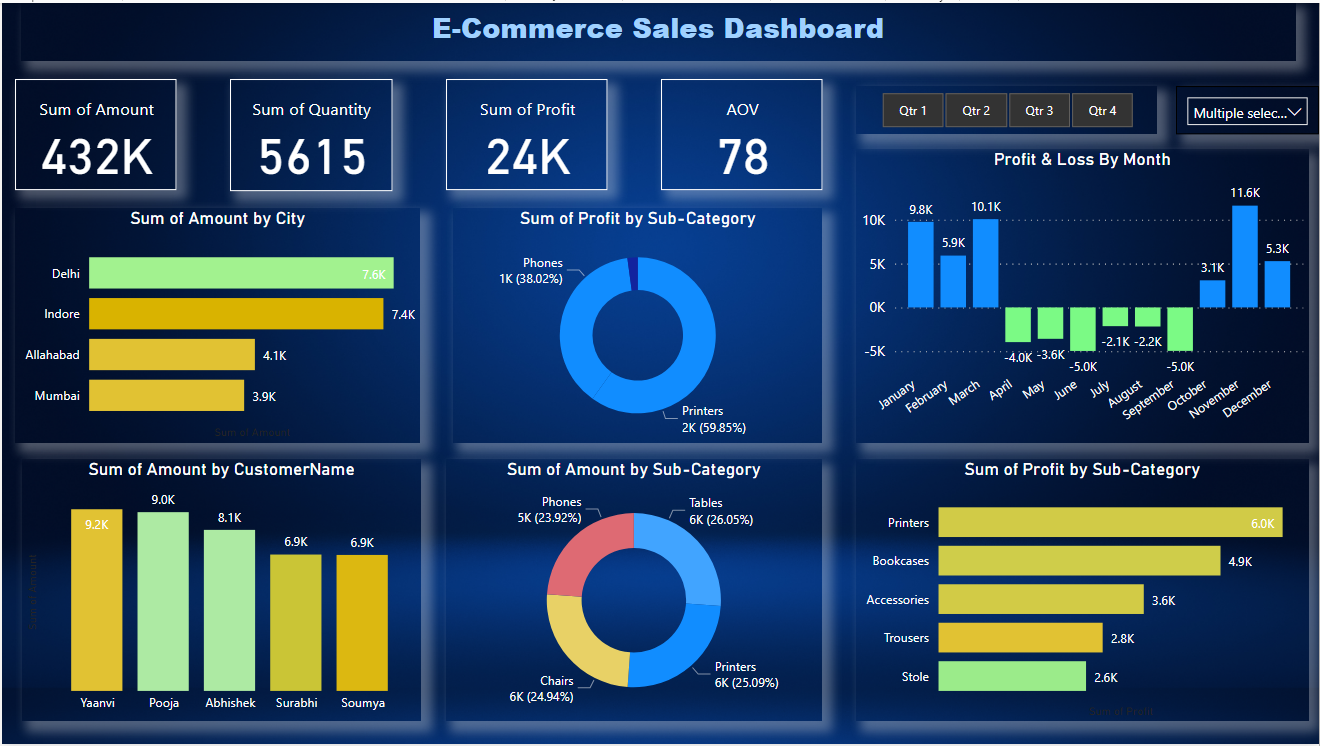 E-Commerce Sales Dashboard
Sum of Amount
432K
Sum of Quantity
5615
Sum of Profit
24K
AOV
78
Qtr 1
Qtr 2
Qtr 3
Qtr 4
Multiple selec...
Sum of Amount by City
Delhi
7.6K
Indore
7.4K
Allahabad
4.1K
Mumbai
3.9K
Sum of Amount
Sum of Profit by Sub-Category
Phones
1K (38.02%)
Printers
2K (59.85%)
Profit & Loss By Month
10K
5K
0K
-5K
9.8K
5.9K
10.1K
-4.0K
-3.6K
-5.0K
-2.1K
-2.2K
-5.0K
3.1K
11.6K
5.3K
January
February
March
April
May
June
July
August
September
October
November
December
Sum of Amount by CustomerName
Sum of Amount
9.2K
9.0K
8.1K
6.9K
6.9K
Yaanvi
Pooja
Abhishek
Surabhi
Soumya
Sum of Amount by Sub-Category
Phones
5K (23.92%)
Tables
6K (26.05%)
Chairs
6K (24.94%)
Printers
6K (25.09%)
Sum of Profit by Sub-Category
Printers
6.0K
Bookcases
4.9K
Accessories
3.6K
Trousers
2.8K
Stole
2.6K
Sum of Profit